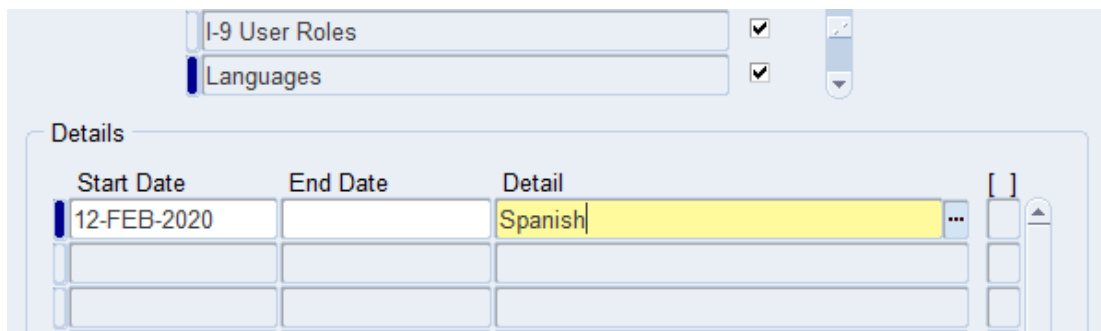 I-9 User Roles
Languages
Details
Start Date End Date Detail [ ]
12-FEB-2020 Spanish ...